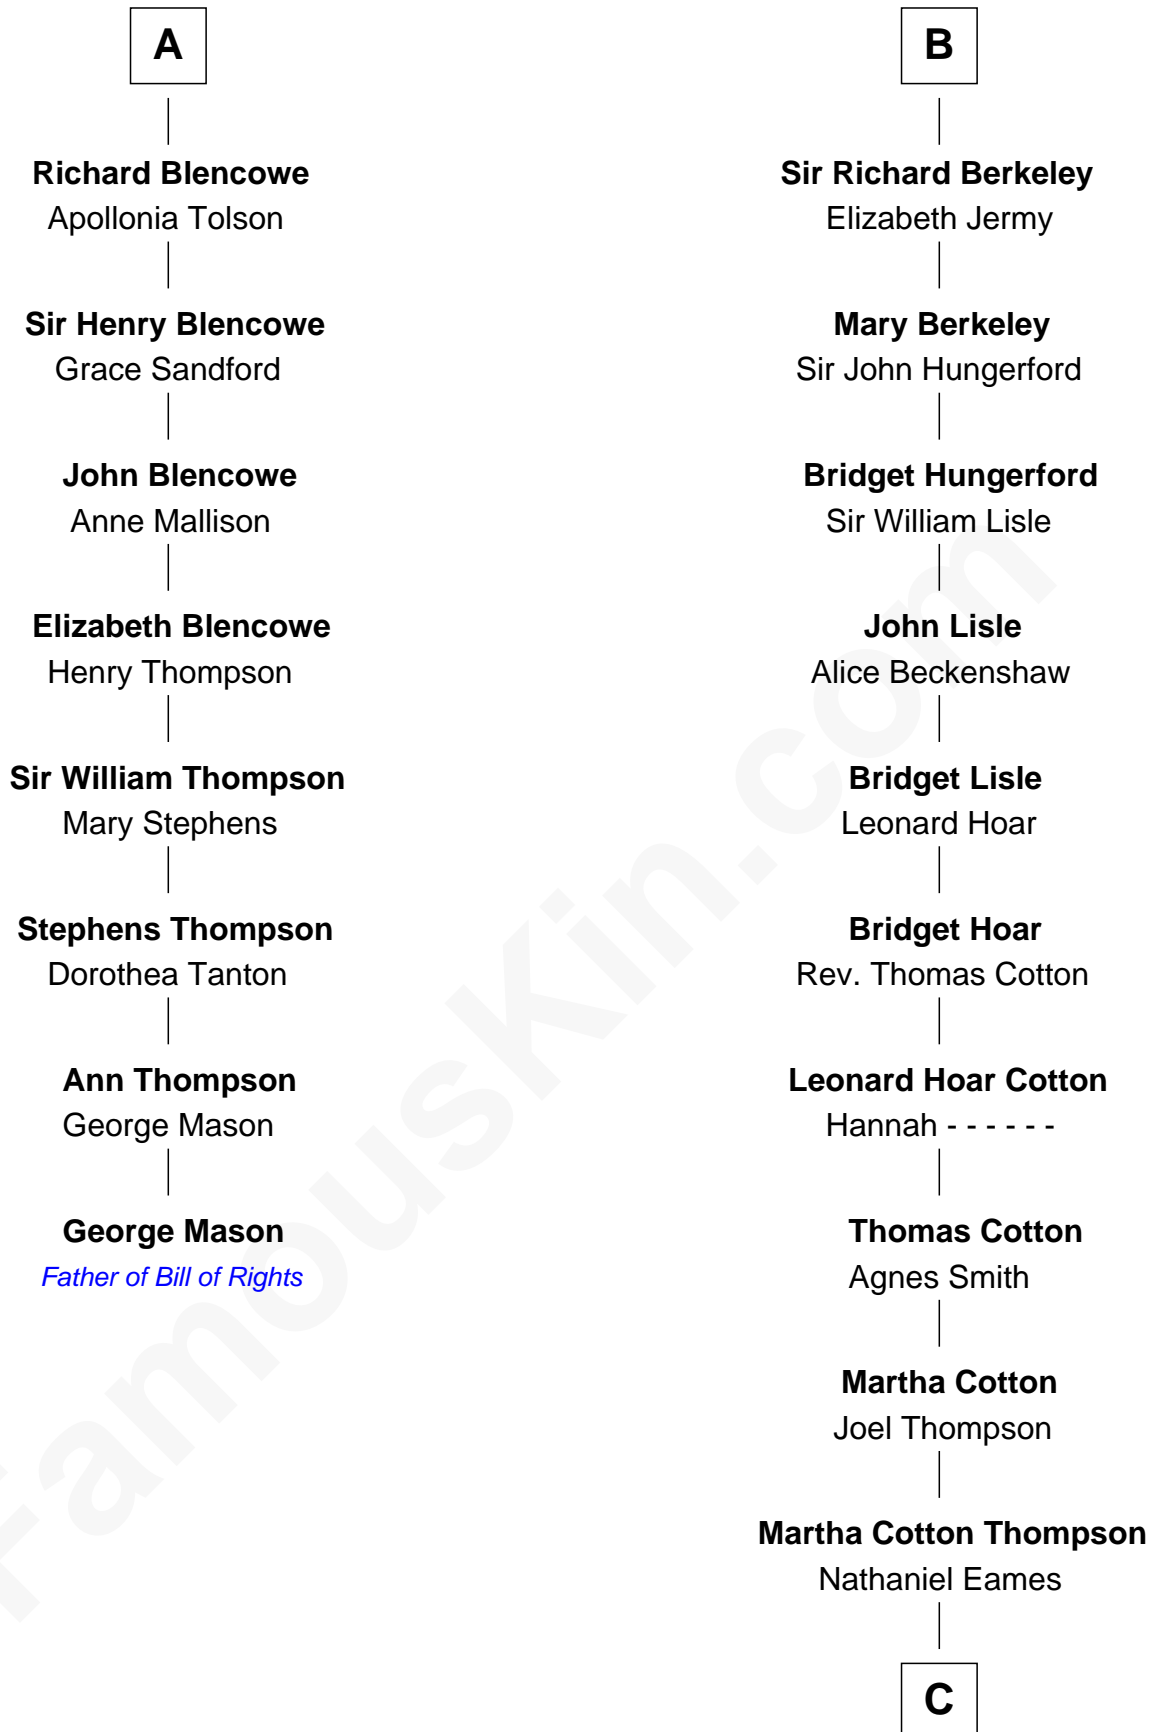 A
Richard Blencowe
Apollonia Tolson
Sir Henry Blencowe
Grace Sandford
John Blencowe
Anne Mallison
Elizabeth Blencowe
Henry Thompson
Sir William Thompson
Mary Stephens
Stephens Thompson
Dorothea Tanton
Ann Thompson
George Mason
George Mason
Father of Bill of Rights
B
Sir Richard Berkeley
Elizabeth Jermy
Mary Berkeley
Sir John Hungerford
Bridget Hungerford
Sir William Lisle
John Lisle
Alice Beckenshaw
Bridget Lisle
Leonard Hoar
Bridget Hoar
Rev. Thomas Cotton
Leonard Hoar Cotton
Hannah - - - - - -
Thomas Cotton
Agnes Smith
Martha Cotton
Joel Thompson
Martha Cotton Thompson
Nathaniel Eames
C
FamousKin.com